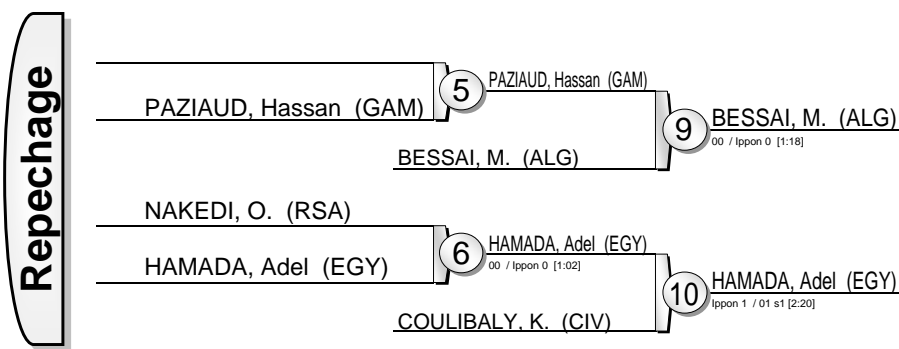 Repechage
PAZIAUD, Hassan (GAM)
5
PAZIAUD, Hassan (GAM)
BESSAI, M. (ALG)
9
BESSAI, M. (ALG)
00 / Ippon 0 [1:18]
NAKEDI, O. (RSA)
HAMADA, Adel (EGY)
6
HAMADA, Adel (EGY)
00 / Ippon 0 [1:02]
COULIBALY, K. (CIV)
10
HAMADA, Adel (EGY)
Ippon 1 / 01 s1 [2:20]